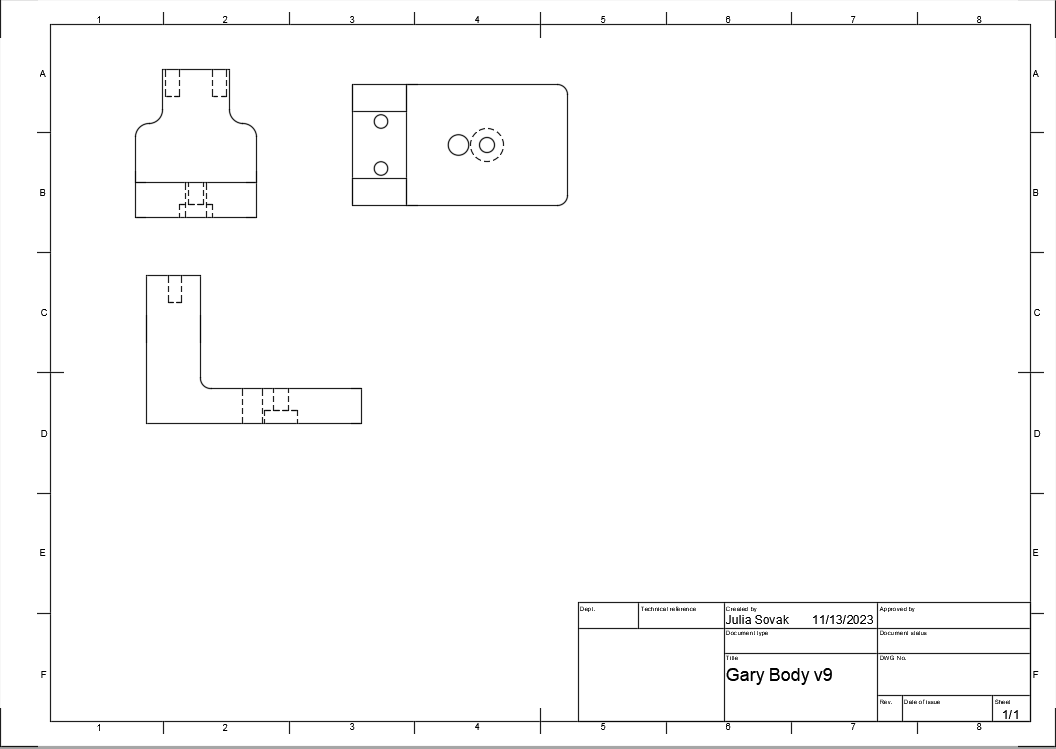 1 2 3 4 5 6 7 8
A A
B B
C C
D D
E E
F F
Dept. Technical reference Created by Approved by
Julia Sovak 11/13/2023
Document type Document status
Title DWG No.
Gary Body v9
Rev. Date of issue Sheet
1/1
1 2 3 4 5 6 7 8